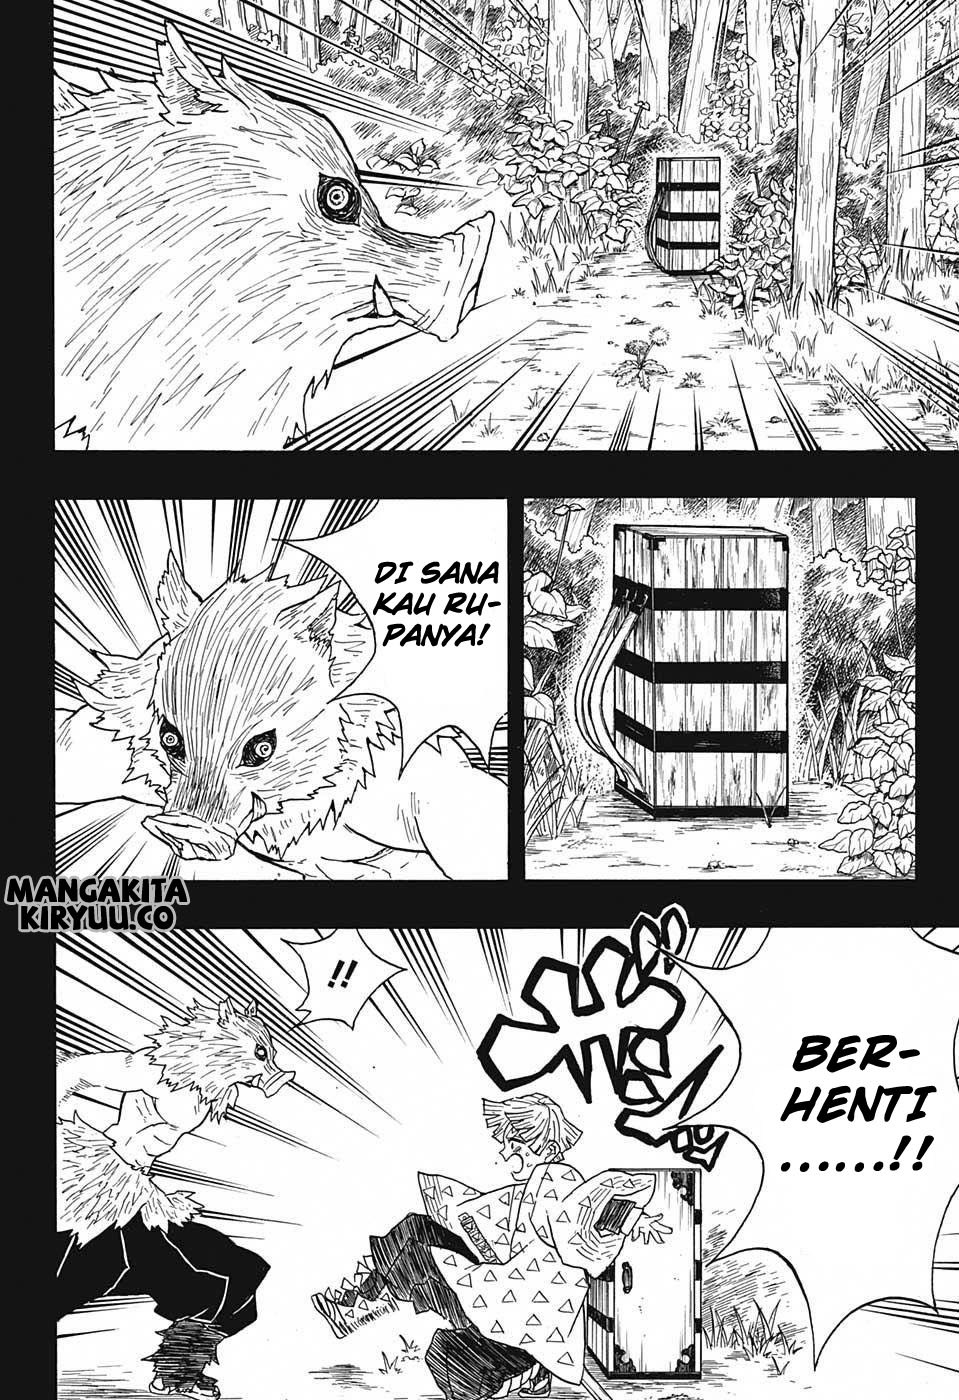 DI SANA
KAU RU-
PANYA!
MANGAKITA
KIRYUU.CO
!!
BER-
HENTI
.......!!